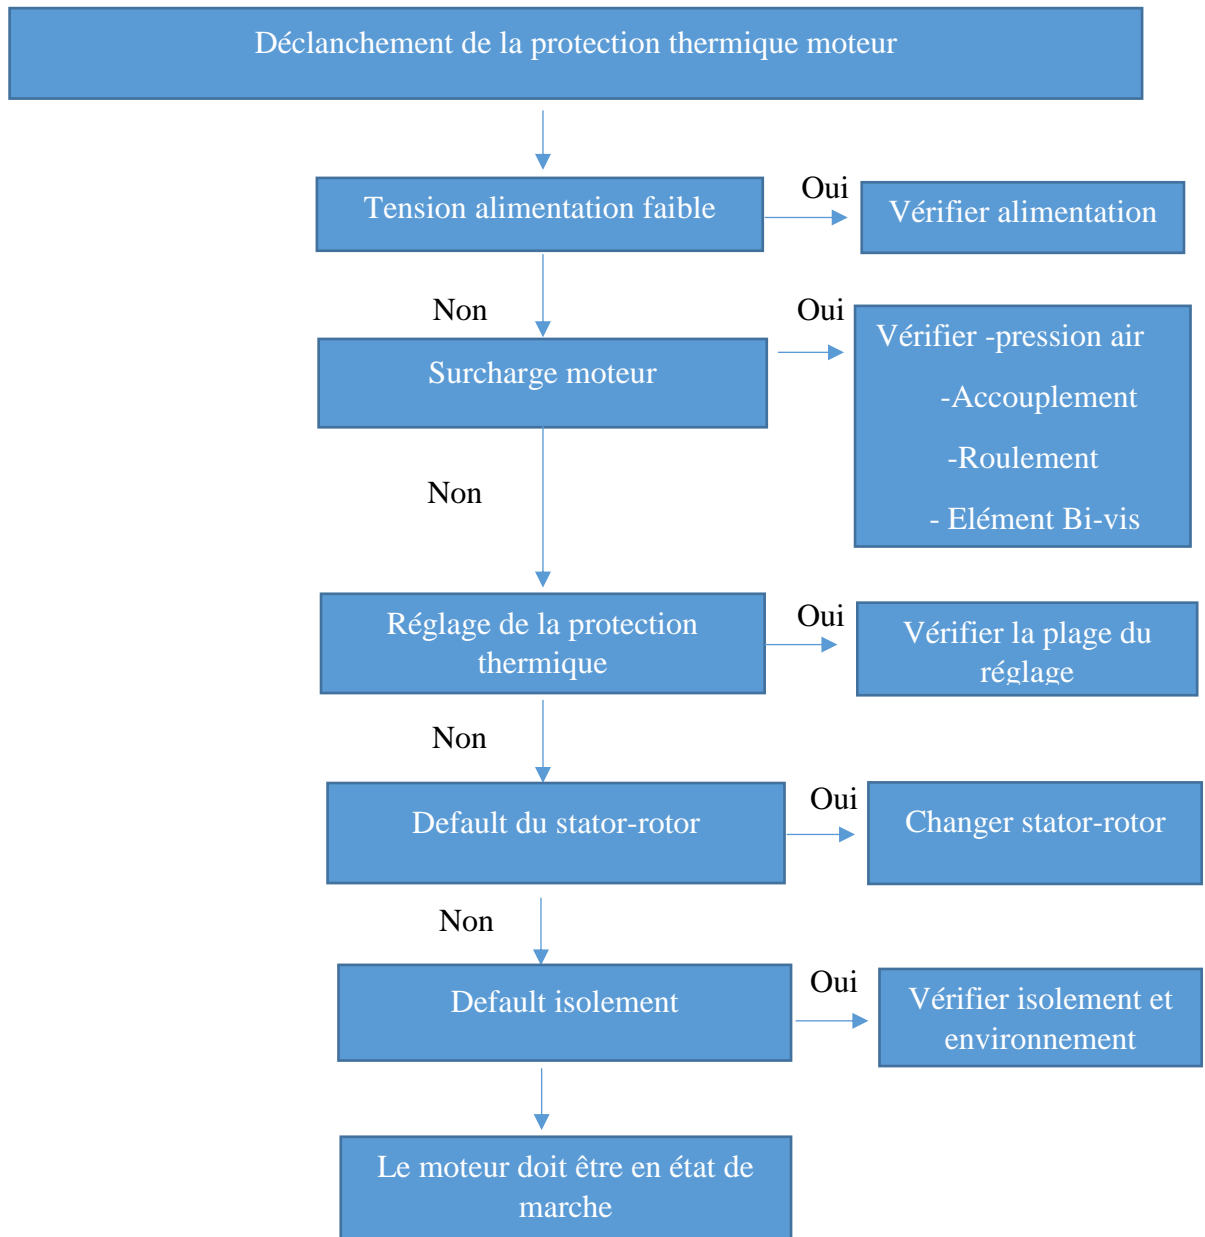 Déclanchement de la protection thermique moteur
Oui
Tension alimentation faible
Vérifier alimentation
Non
Oui
Surcharge moteur
Vérifier -pression air
-Accouplement
-Roulement
- Elément Bi-vis
Non
Réglage de la protection
thermique
Oui
Vérifier la plage du
réglage
Non
Default du stator-rotor
Oui
Changer stator-rotor
Non
Default isolement
Oui
Vérifier isolement et
environnement
Le moteur doit être en état de
marche